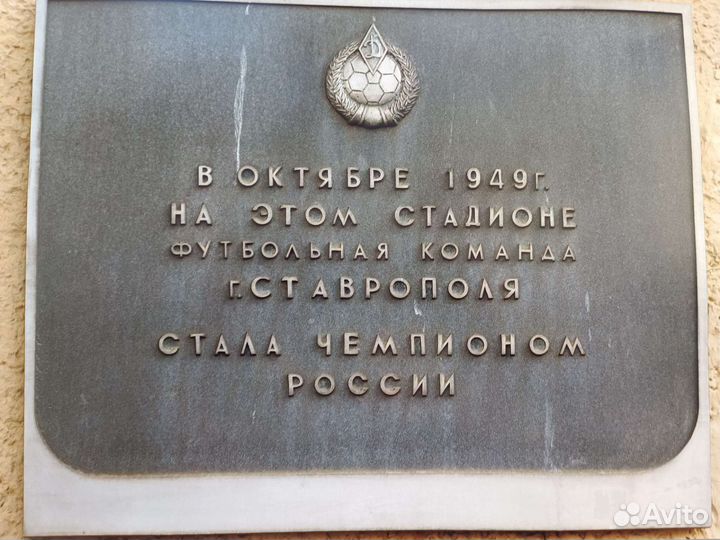 Д
В ОКТЯБРЕ 1949г.
НА ЭТОМ СТАДИОНЕ
ФУТБОЛЬНАЯ КОМАНДА
г.СТАВРОПОЛЯ
СТАЛА ЧЕМПИОНОМ
РОССИИ
Avito